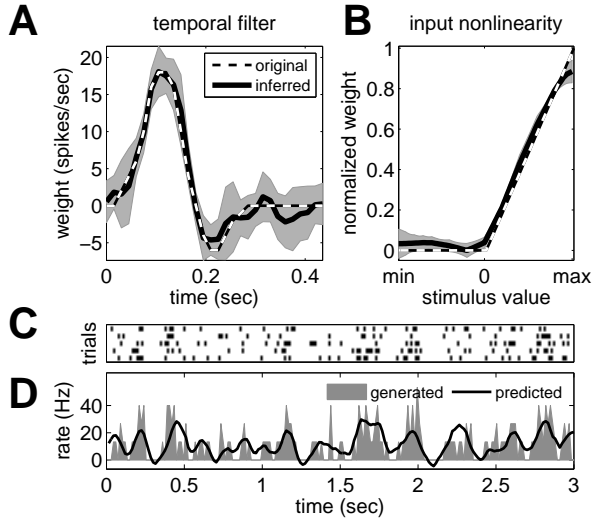 A temporal filter
B input nonlinearity
20
15
10
5
0
−5
weight (spikes/sec)
original
inferred
0 0.2 0.4
time (sec)
1
0.8
0.6
0.4
0.2
0
normalized weight
min 0 max
stimulus value
C
trials
D
generated predicted
40
20
0
rate (Hz)
0 0.5 1 1.5 2 2.5 3
time (sec)